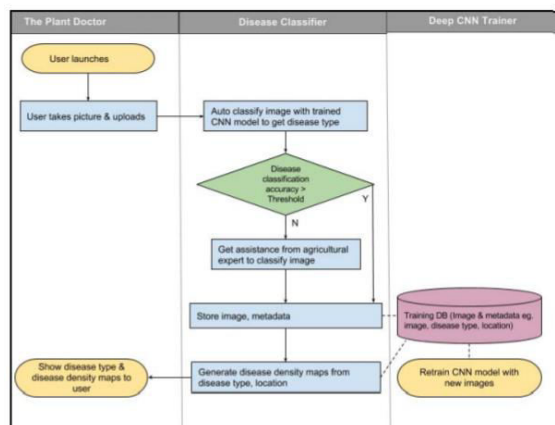 The Plant Doctor
Disease Classifier
Deep CNN Trainer
User launches
User takes picture & uploads
Auto classify image with trained
CNN model to get disease type
Disease
classification
accuracy >
Threshold
Y
N
Get assistance from agricultural
expert to classify image
Store image, metadata
Training DB (Image & metadata eg,
image, disease type, location)
Show disease type &
disease density maps to
user
Generate disease density maps from
disease type, location
Retrain CNN model with
new images